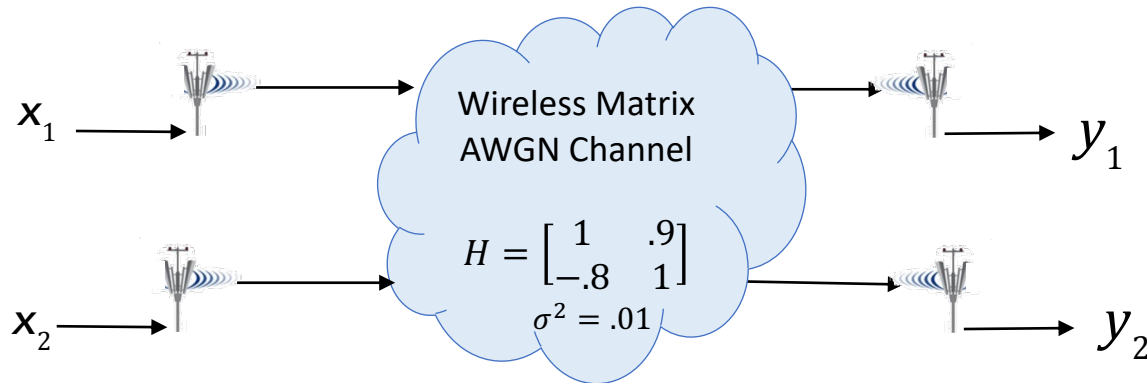 x₁
Wireless Matrix
AWGN Channel
y₁
H = [1 .9
−.8 1]
σ² = .01
x₂
y₂